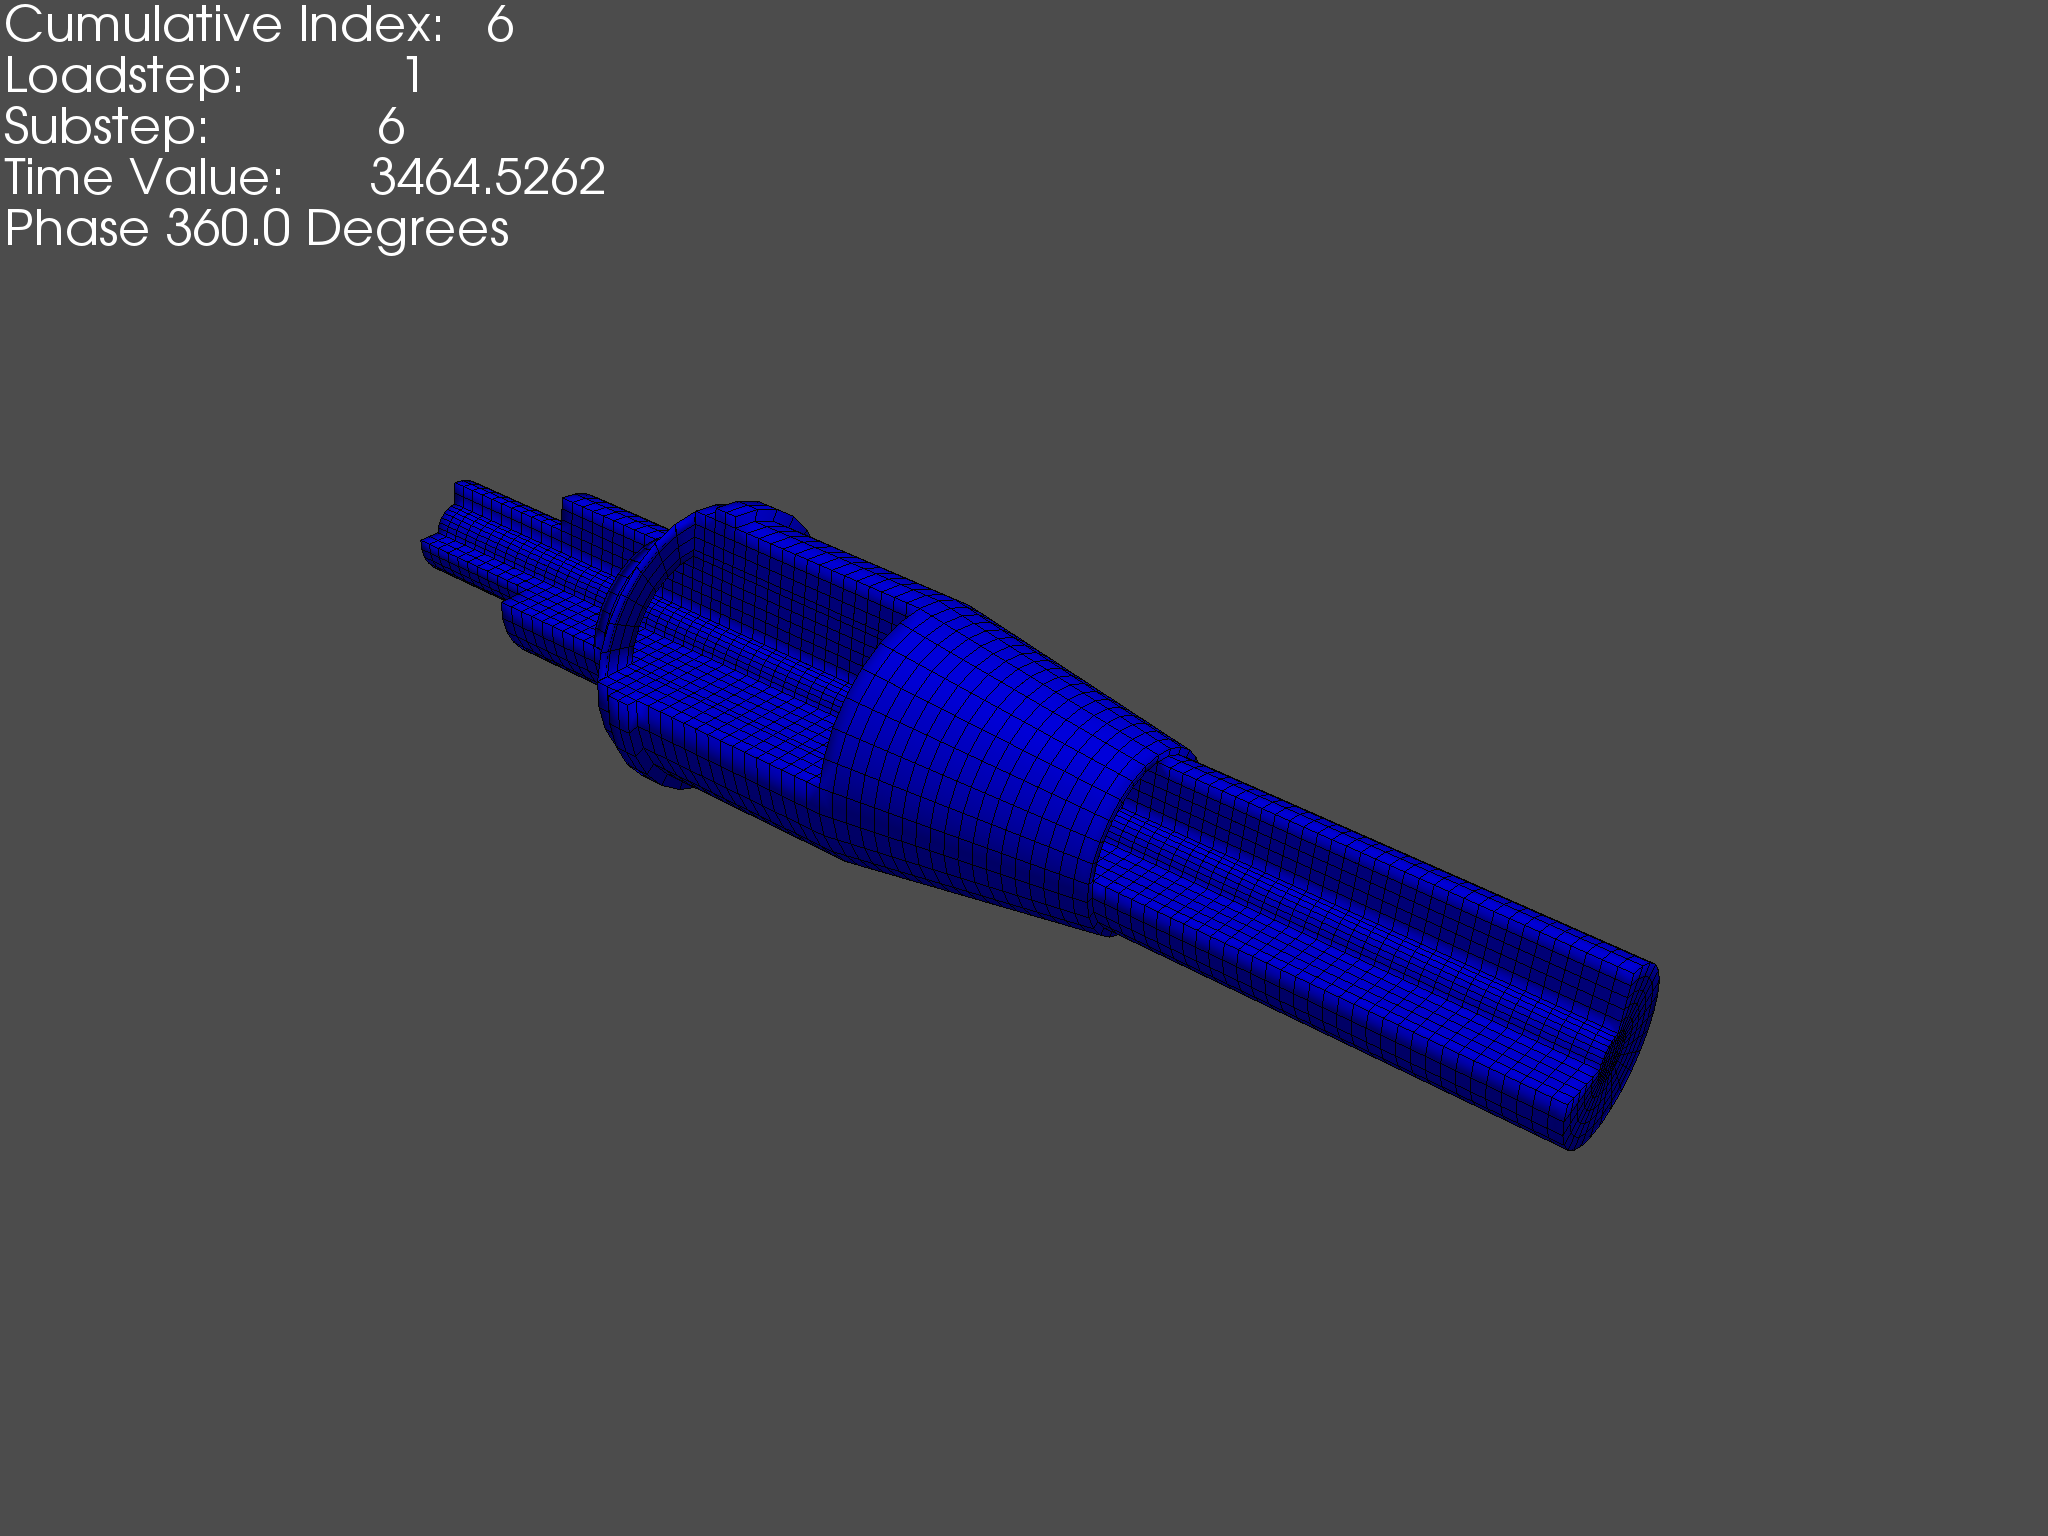 Cumulative Index: 6
Loadstep: 1
Substep: 6
Time Value: 3464.5262
Phase 360.0 Degrees